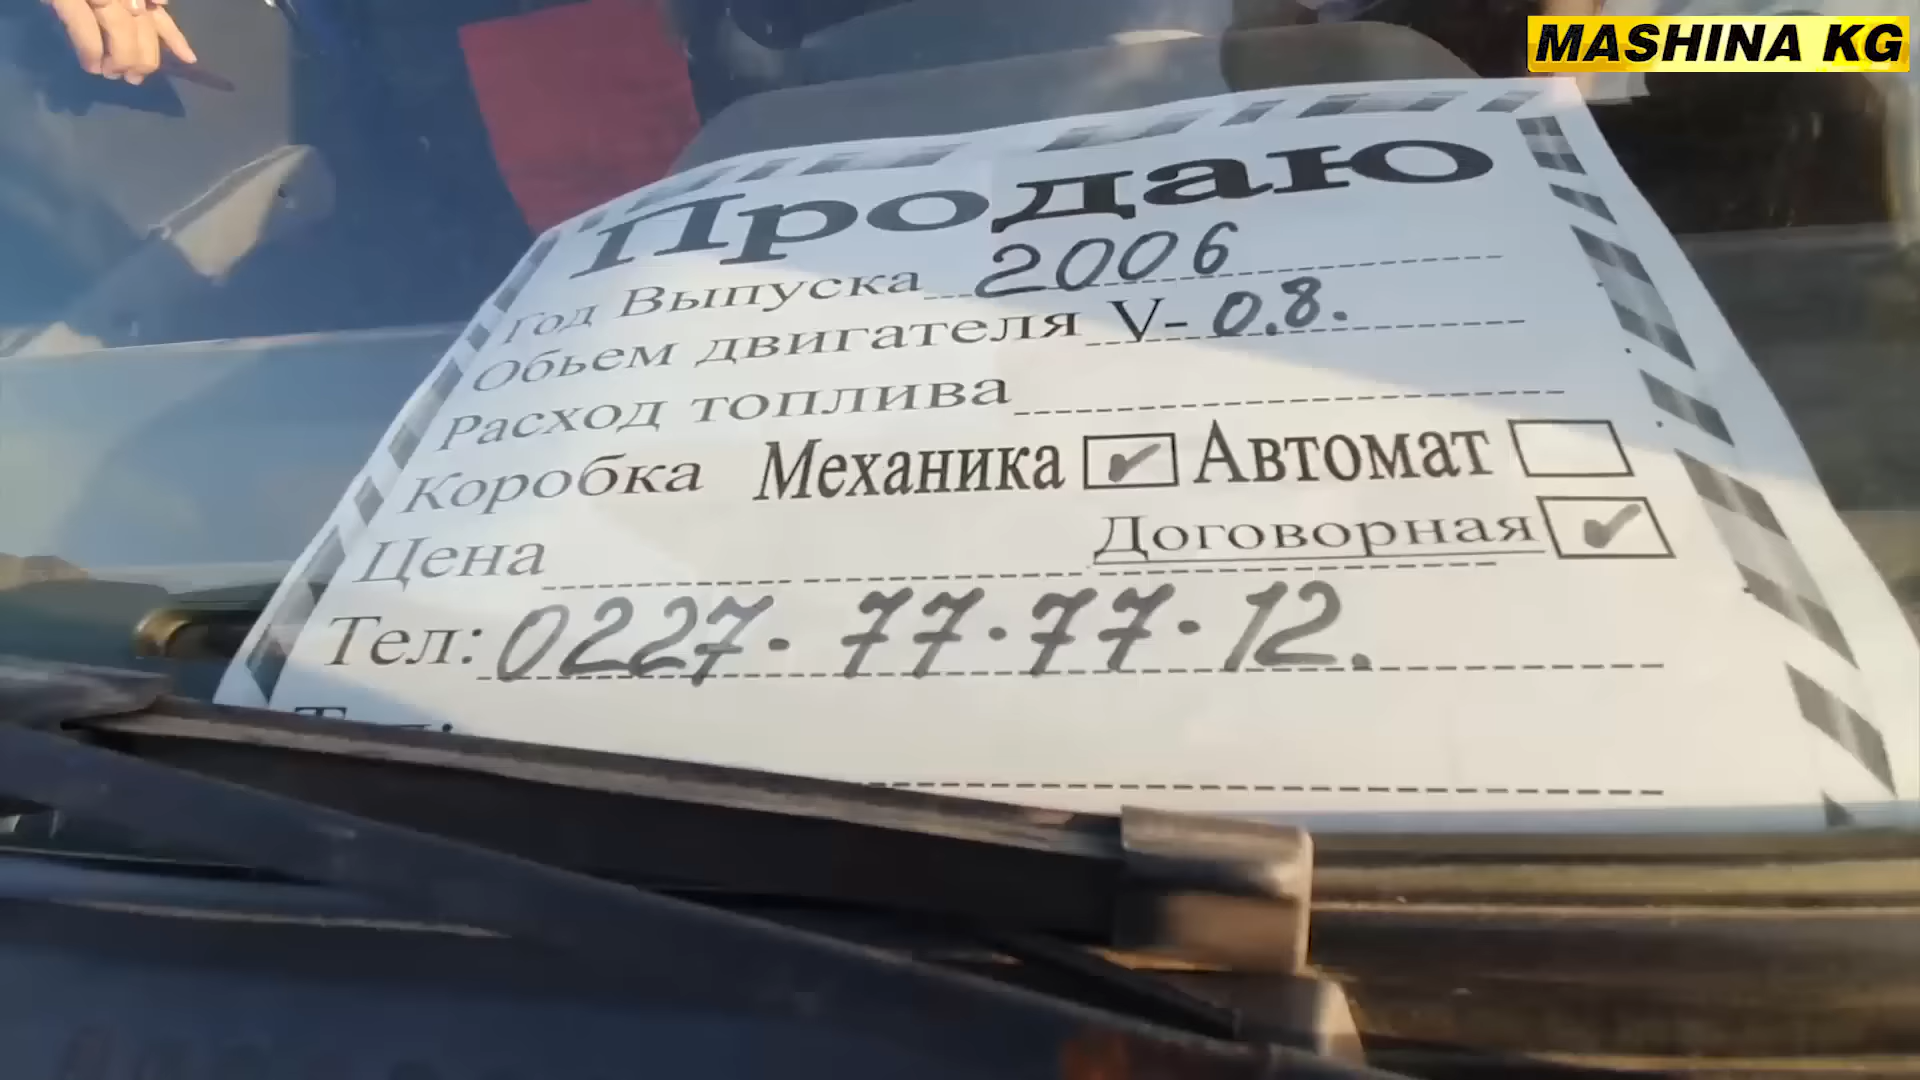 MASHINA KG
Продаю
Год Выпуска 2006
Обьем двигателя V- 0.8.
Расход топлива
Коробка Механика ✓ Автомат
Цена Договорная ✓
Тел: 0227. 77.77.12.